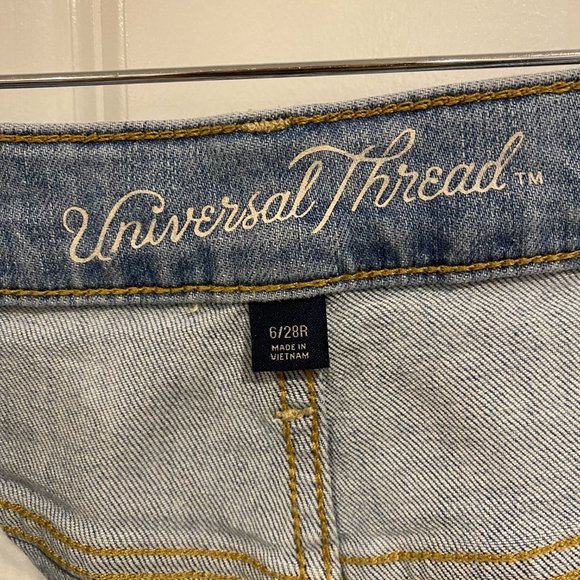 Universal Thread™
6/28R
MADE IN
VIETNAM